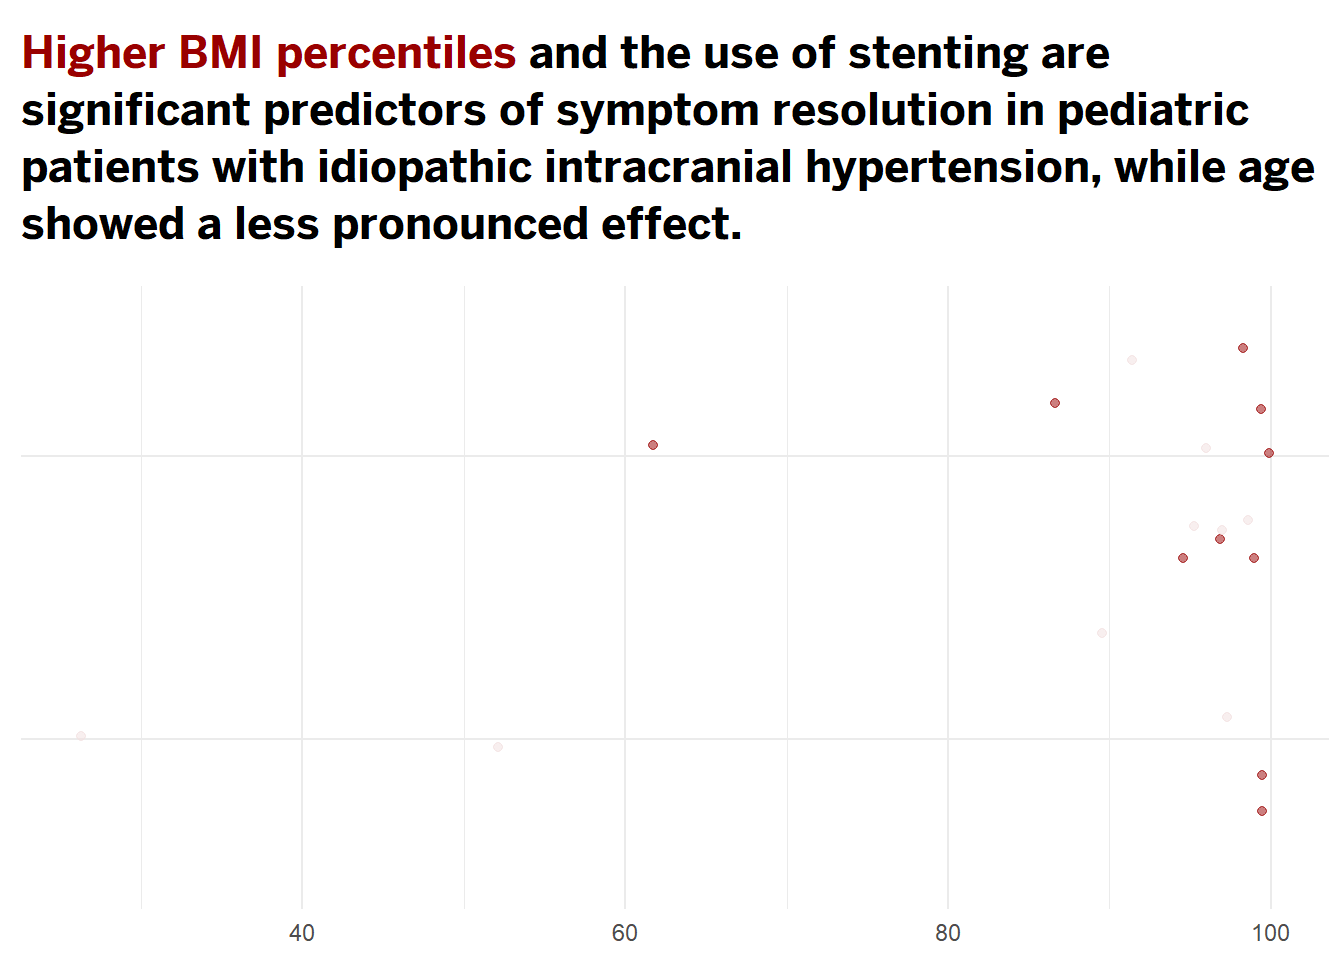 Higher BMI percentiles and the use of stenting are
significant predictors of symptom resolution in pediatric
patients with idiopathic intracranial hypertension, while age
showed a less pronounced effect.
40 60 80 100